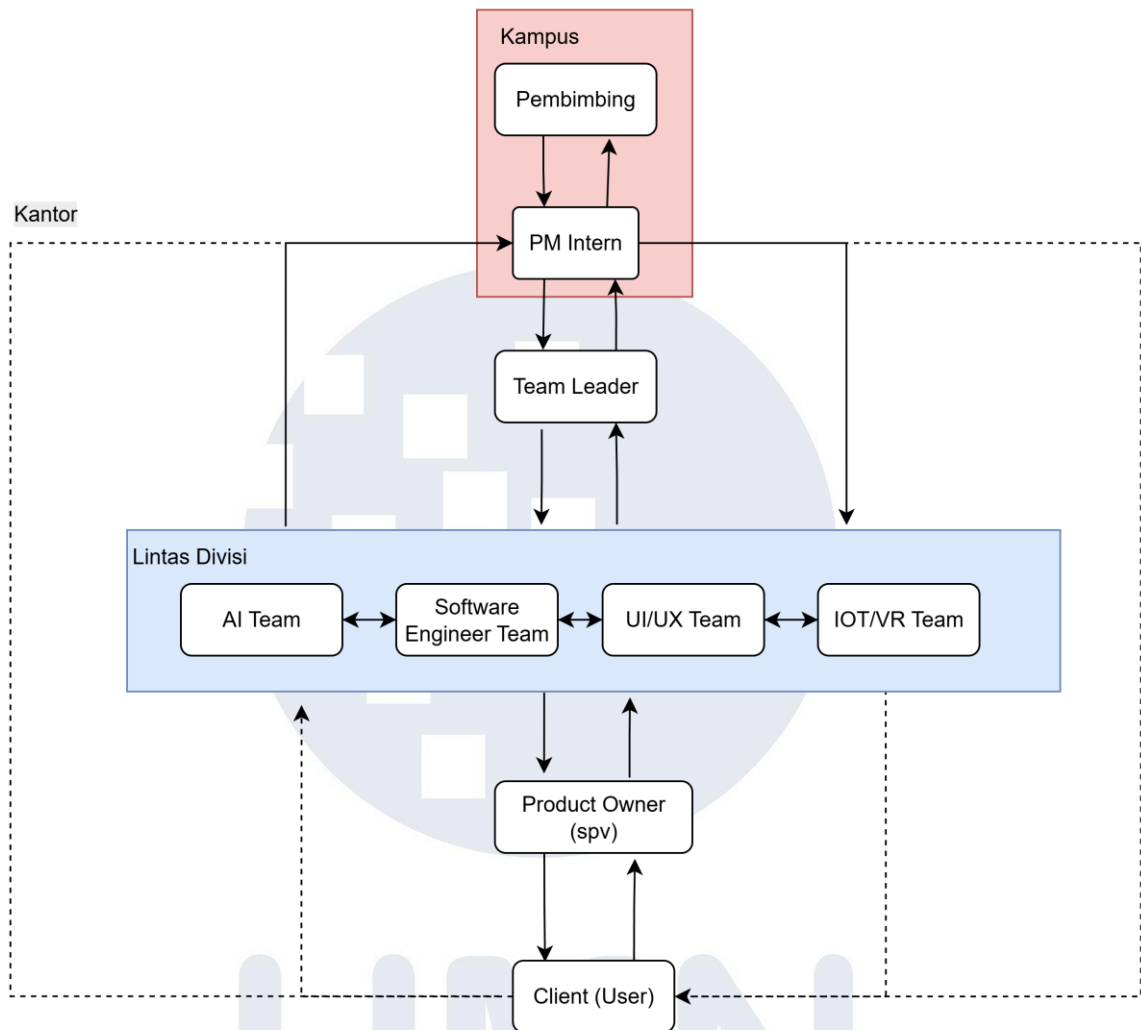 Kampus
Pembimbing
Kantor
PM Intern
Team Leader
Lintas Divisi
AI Team
Software
Engineer Team
UI/UX Team
IOT/VR Team
Product Owner
(spv)
Client (User)